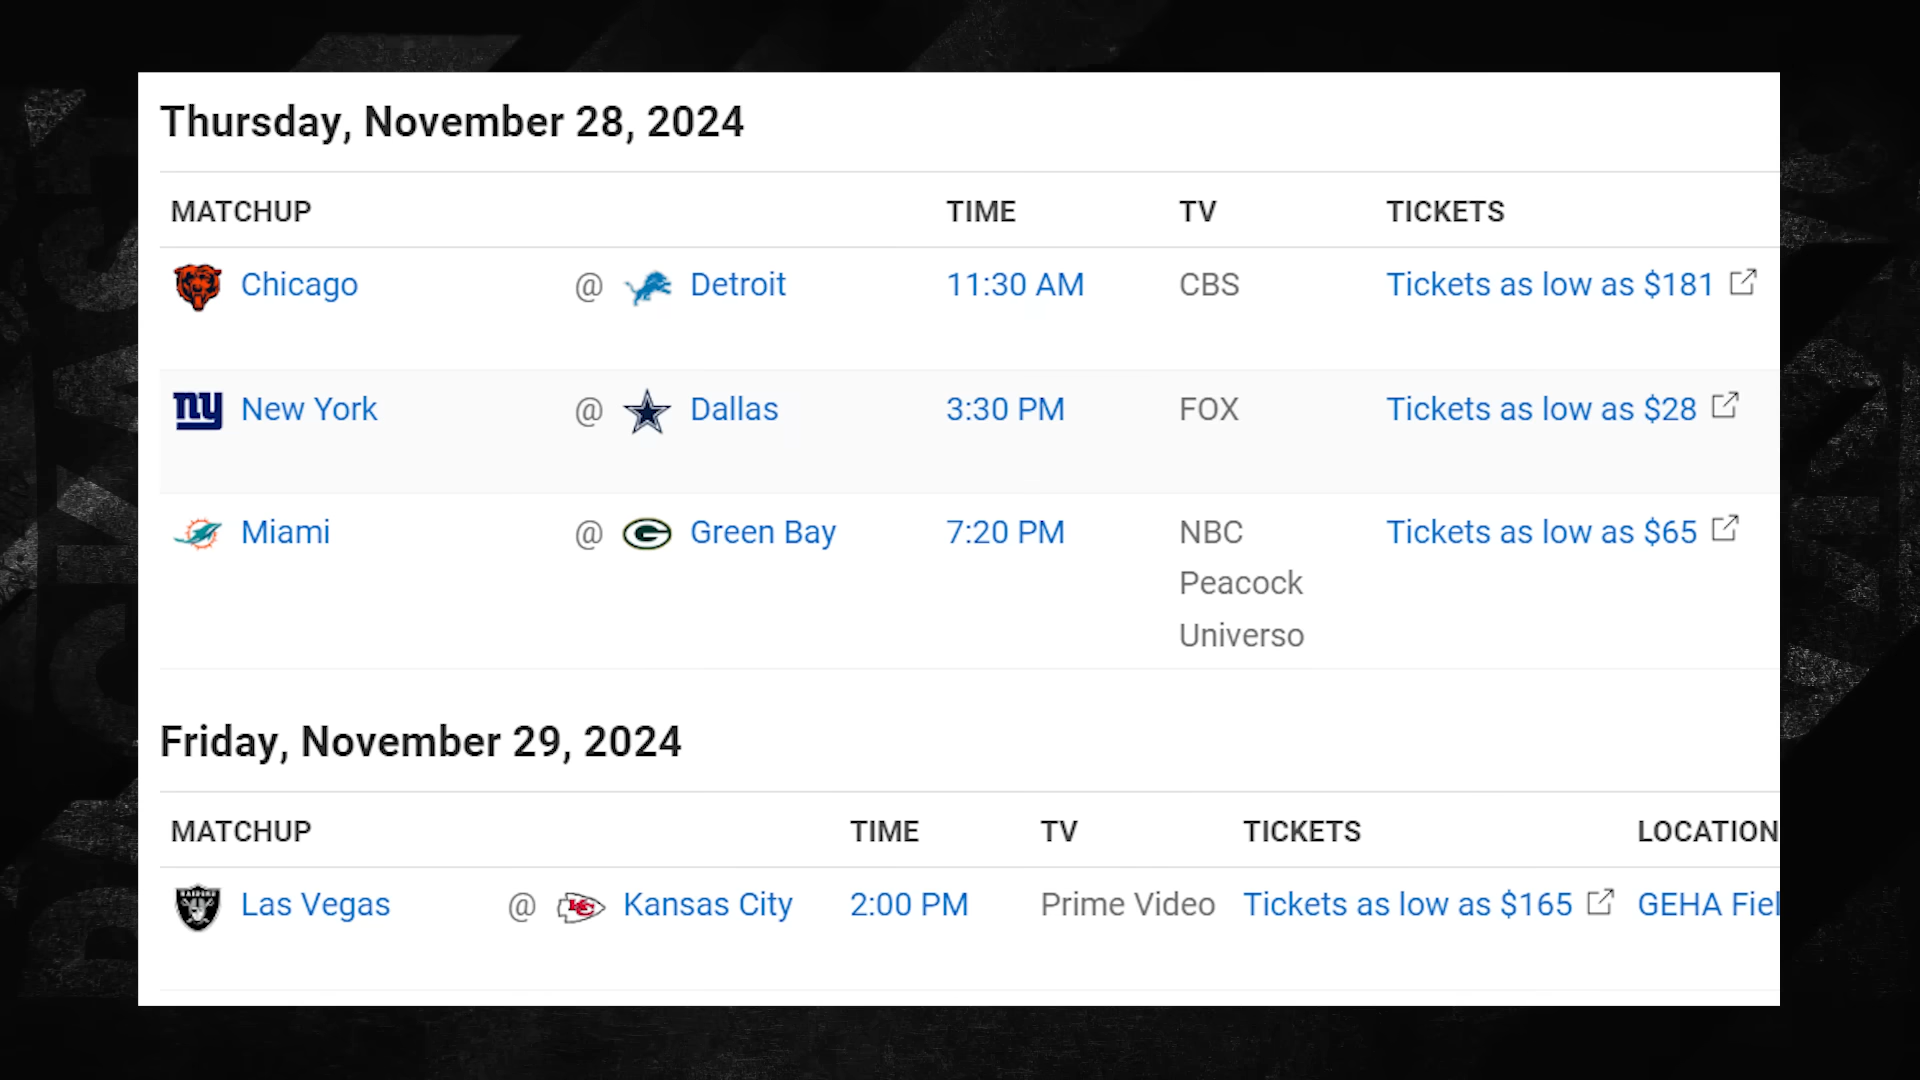 Thursday, November 28, 2024
MATCHUP TIME TV TICKETS
Chicago @ Detroit 11:30 AM CBS Tickets as low as $181
ny New York @ Dallas 3:30 PM FOX Tickets as low as $28
Miami @ G Green Bay 7:20 PM NBC Tickets as low as $65
Peacock
Universo
Friday, November 29, 2024
MATCHUP TIME TV TICKETS LOCATION
RAIDERS Las Vegas @ KC Kansas City 2:00 PM Prime Video Tickets as low as $165 GEHA Fiel